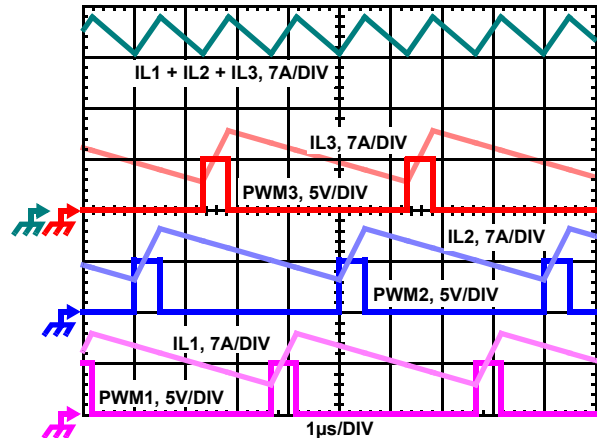 IL1 + IL2 + IL3, 7A/DIV
IL3, 7A/DIV
PWM3, 5V/DIV
IL2, 7A/DIV
PWM2, 5V/DIV
IL1, 7A/DIV
PWM1, 5V/DIV
1µs/DIV